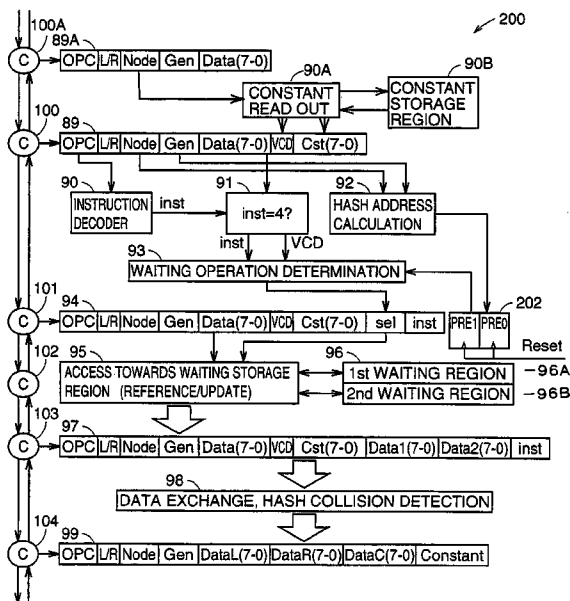 200
100A
89A
C
OPC L/R Node Gen Data(7-0)
90A
90B
CONSTANT
READ OUT
CONSTANT
STORAGE
REGION
100
89
C
OPC L/R Node Gen Data(7-0) VCD Cst(7-0)
90
91
92
INSTRUCTION
DECODER
inst
inst=4?
HASH ADDRESS
CALCULATION
93
inst
VCD
WAITING OPERATION DETERMINATION
101
94
202
C
OPC L/R Node Gen Data(7-0) VCD Cst(7-0) sel inst
PRE1 PRE0
Reset
102
95
96
C
ACCESS TOWARDS WAITING STORAGE
REGION (REFERENCE/UPDATE)
1st WAITING REGION
96A
2nd WAITING REGION
96B
103
97
C
OPC L/R Node Gen Data(7-0) VCD Cst(7-0) Data1(7-0) Data2(7-0) inst
98
DATA EXCHANGE, HASH COLLISION DETECTION
104
99
C
OPC L/R Node Gen DataL(7-0) DataR(7-0) DataC(7-0) Constant